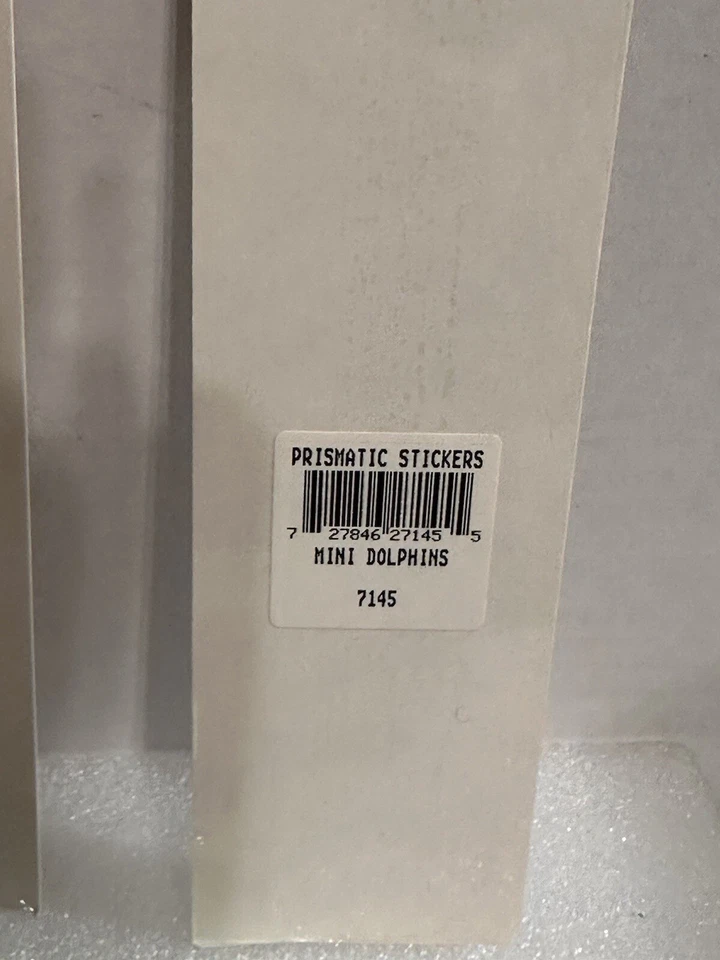 PRISMATIC STICKERS
7 27846 27145 5
MINI DOLPHINS
7145